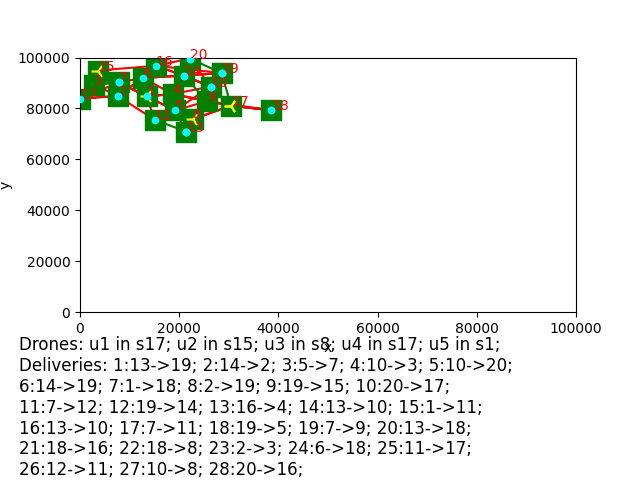 100000
80000
60000
40000
20000
0
y
0 20000 40000 60000 80000 100000
x
20
19
18
Drones: u1 in s17; u2 in s15; u3 in s8; u4 in s17; u5 in s1;
Deliveries: 1:13->19; 2:14->2; 3:5->7; 4:10->3; 5:10->20;
6:14->19; 7:1->18; 8:2->19; 9:19->15; 10:20->17;
11:7->12; 12:19->14; 13:16->4; 14:13->10; 15:1->11;
16:13->10; 17:7->11; 18:19->5; 19:7->9; 20:13->18;
21:18->16; 22:18->8; 23:2->3; 24:6->18; 25:11->17;
26:12->11; 27:10->8; 28:20->16;